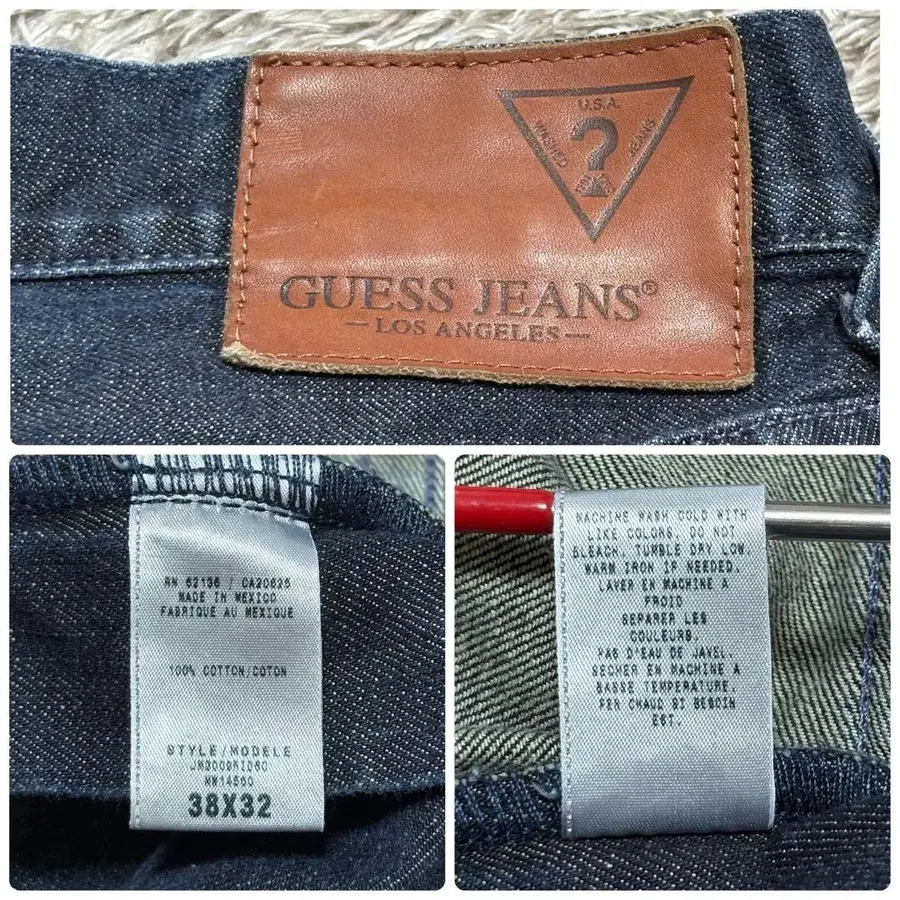 U.S.A.
WASHED
JEANS
?
GUESS JEANS®
— LOS ANGELES —
RN 62136 / CA20625
MADE IN MEXICO
FABRIQUE AU MEXIQUE
100% COTTON/COTON
STYLE/MODELE
38X32
MACHINE WASH COLD WITH
LIKE COLORS. DO NOT
BLEACH. TUMBLE DRY LOW.
WARM IRON IF NEEDED.
LAVER EN MACHINE A
FROID
SEPARER LES
COULEURS.
PAS D'EAU DE JAVEL.
SECHER EN MACHINE A
BASSE TEMPERATURE.
FER CHAUD SI BESOIN
EST.